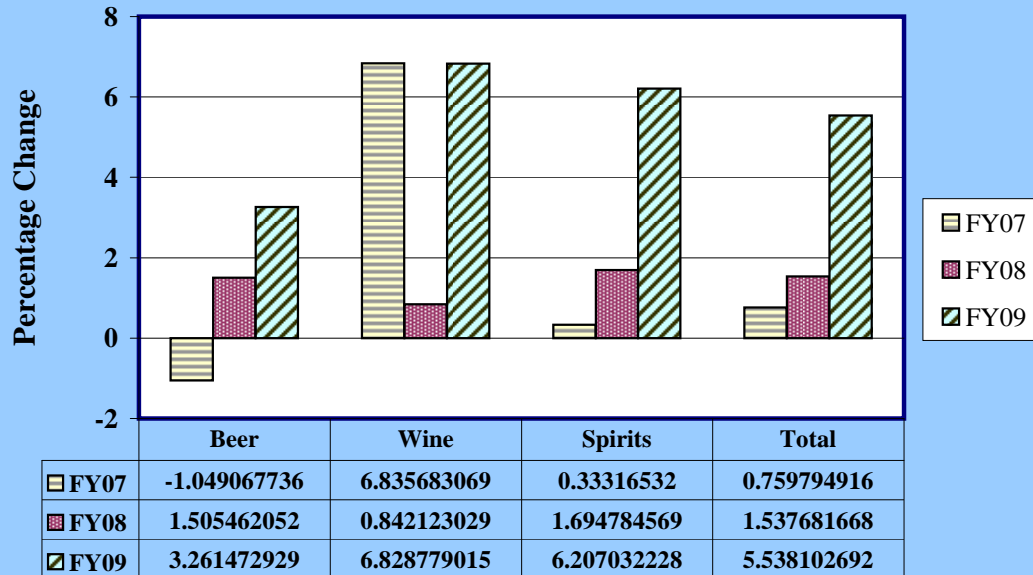 Percentage Change
8
6
4
2
0
-2
FY07
FY08
FY09
Beer Wine Spirits Total
FY07 -1.049067736 6.835683069 0.33316532 0.759794916
FY08 1.505462052 0.842123029 1.694784569 1.537681668
FY09 3.261472929 6.828779015 6.207032228 5.538102692